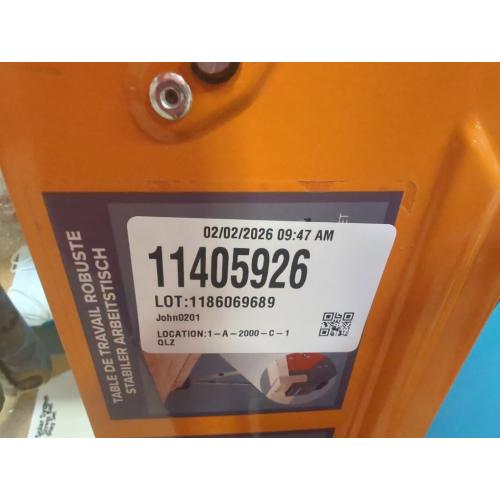 TABLE DE TRAVAIL ROBUSTE
STABILER ARBEITSTISCH
02/02/2026 09:47 AM
11405926
LOT:1186069689
John0201
LOCATION:1-A-2000-C-1
QLZ